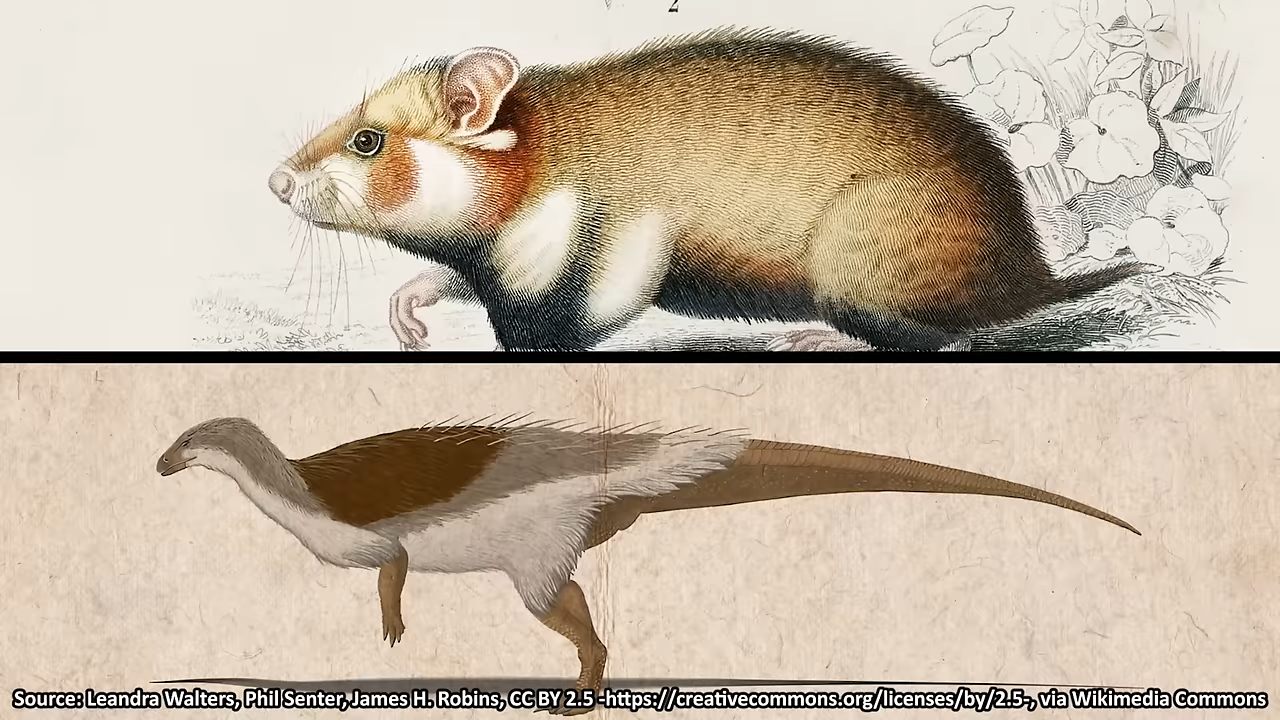 2
Source: Leandra Walters, Phil Senter, James H. Robins, CC BY 2.5 -https://creativecommons.org/licenses/by/2.5-, via Wikimedia Commons